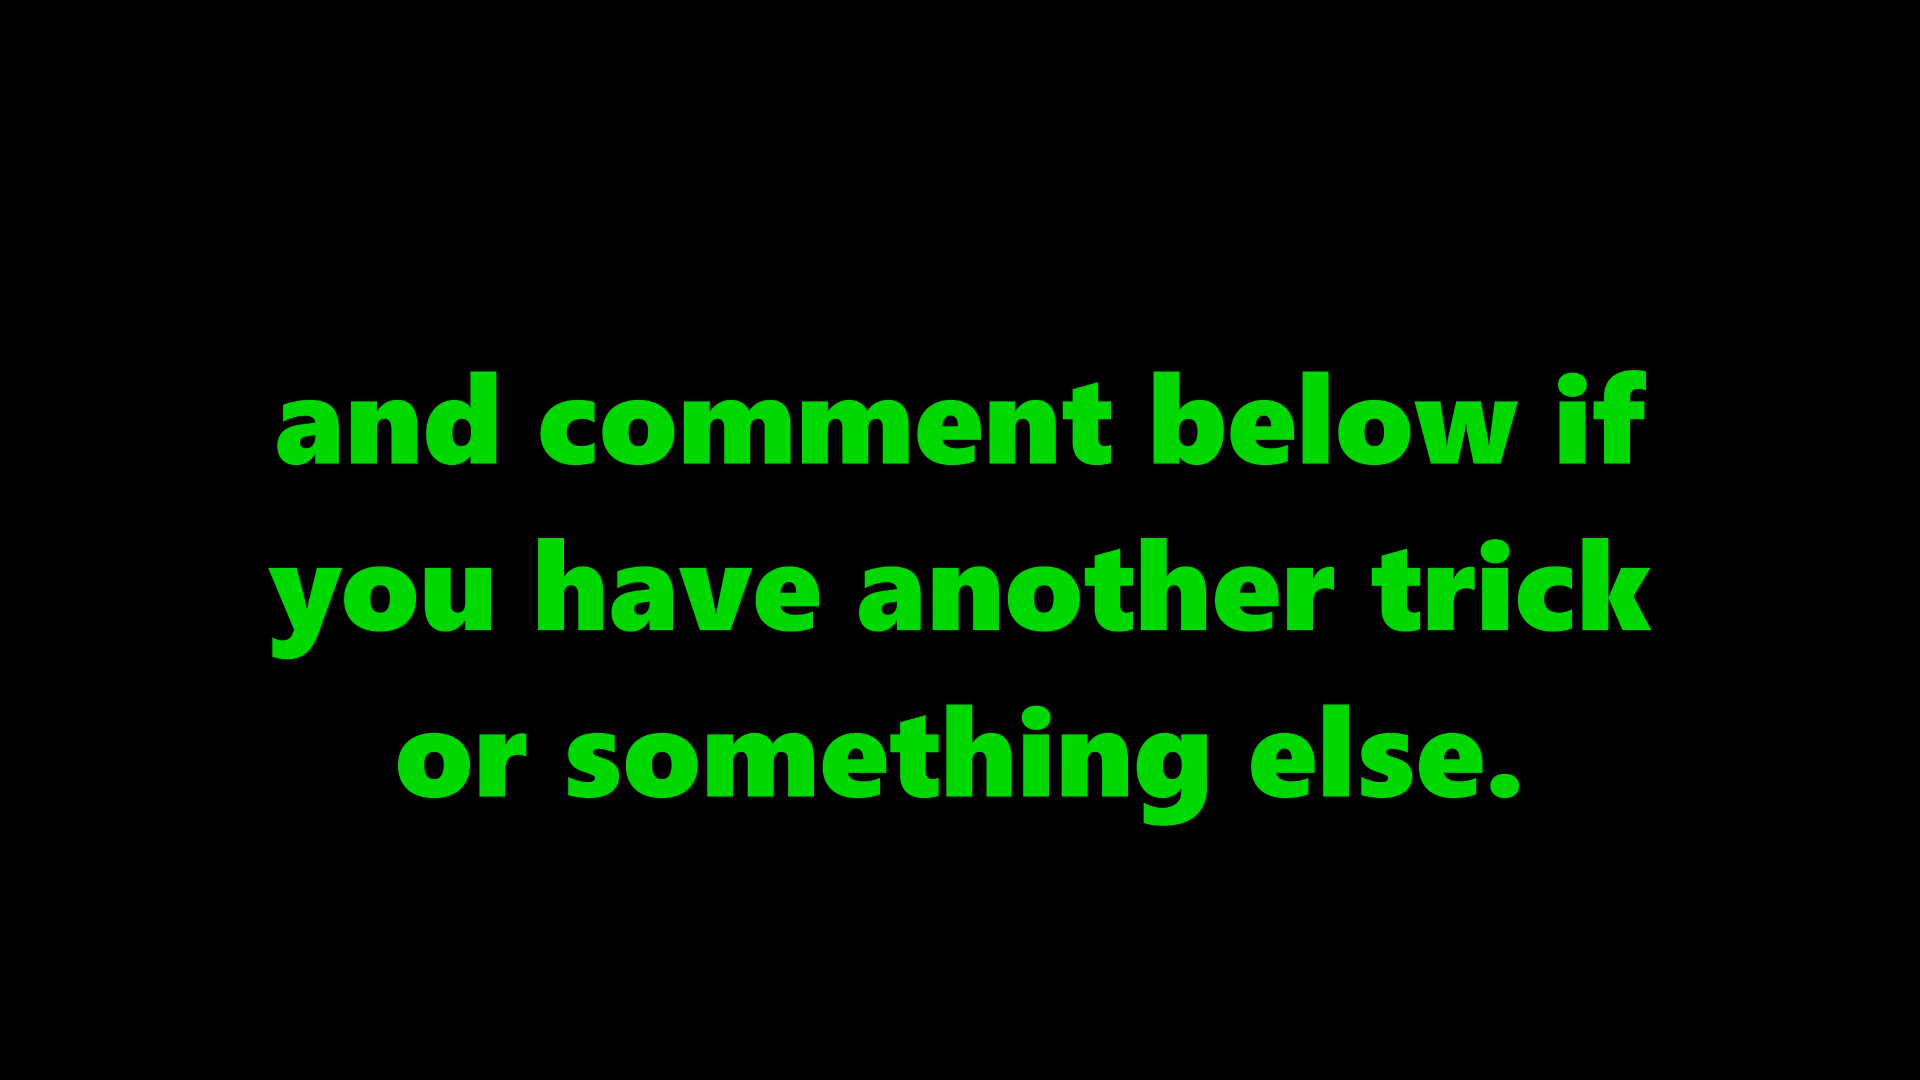 and comment below if
you have another trick
or something else.